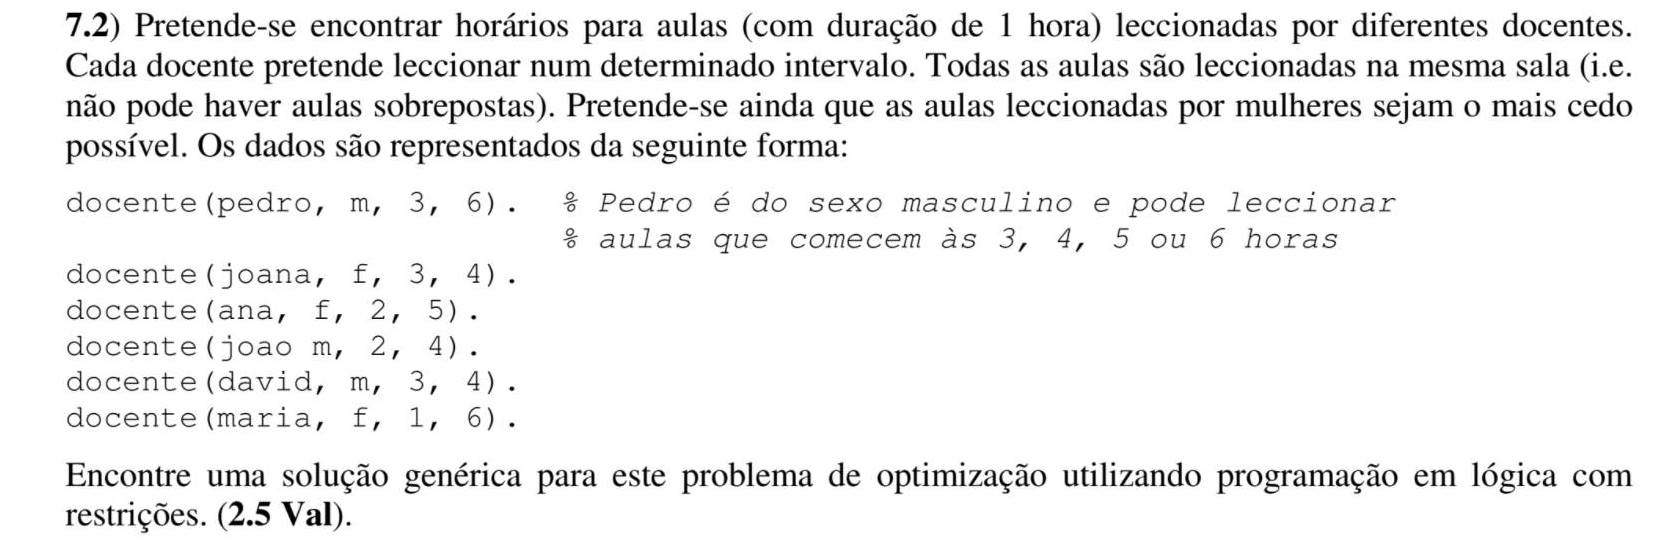 7.2) Pretende-se encontrar horários para aulas (com duração de 1 hora) leccionadas por diferentes docentes.
Cada docente pretende leccionar num determinado intervalo. Todas as aulas são leccionadas na mesma sala (i.e.
não pode haver aulas sobrepostas). Pretende-se ainda que as aulas leccionadas por mulheres sejam o mais cedo
possível. Os dados são representados da seguinte forma:
docente(pedro, m, 3, 6). % Pedro é do sexo masculino e pode leccionar
% aulas que comecem às 3, 4, 5 ou 6 horas
docente(joana, f, 3, 4).
docente(ana, f, 2, 5).
docente(joao m, 2, 4).
docente(david, m, 3, 4).
docente(maria, f, 1, 6).
Encontre uma solução genérica para este problema de optimização utilizando programação em lógica com
restrições. (2.5 Val).